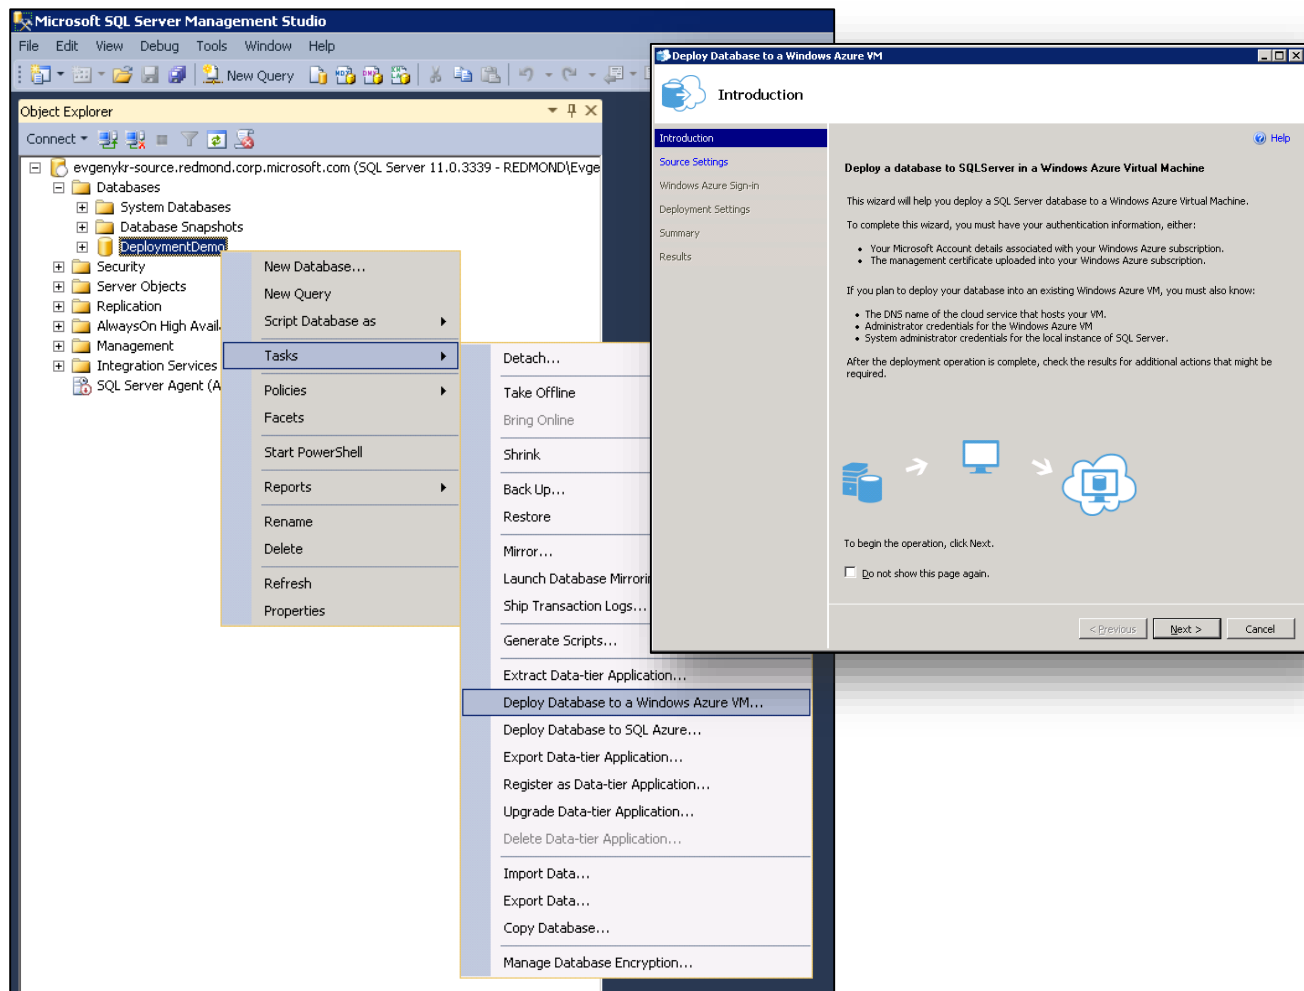 Microsoft SQL Server Management Studio
File Edit View Debug Tools Window Help
New Query
Object Explorer
Connect
evgenykr-source.redmond.corp.microsoft.com (SQL Server 11.0.3339 - REDMOND\Evge
Databases
System Databases
Database Snapshots
DeploymentDemo
Security
Server Objects
Replication
AlwaysOn High Avail
Management
Integration Services
SQL Server Agent (A
New Database...
New Query
Script Database as
Tasks
Policies
Facets
Start PowerShell
Reports
Rename
Delete
Refresh
Properties
Detach...
Take Offline
Bring Online
Shrink
Back Up...
Restore
Mirror...
Launch Database Mirrorin
Ship Transaction Logs...
Generate Scripts...
Extract Data-tier Application...
Deploy Database to a Windows Azure VM...
Deploy Database to SQL Azure...
Export Data-tier Application...
Register as Data-tier Application...
Upgrade Data-tier Application...
Delete Data-tier Application...
Import Data...
Export Data...
Copy Database...
Manage Database Encryption...
Deploy Database to a Windows Azure VM
Introduction
Introduction
Source Settings
Windows Azure Sign-in
Deployment Settings
Summary
Results
Help
Deploy a database to SQLServer in a Windows Azure Virtual Machine
This wizard will help you deploy a SQL Server database to a Windows Azure Virtual Machine.
To complete this wizard, you must have your authentication information, either:
• Your Microsoft Account details associated with your Windows Azure subscription.
• The management certificate uploaded into your Windows Azure subscription.
If you plan to deploy your database into an existing Windows Azure VM, you must also know:
• The DNS name of the cloud service that hosts your VM.
• Administrator credentials for the Windows Azure VM
• System administrator credentials for the local instance of SQL Server.
After the deployment operation is complete, check the results for additional actions that might be
required.
To begin the operation, click Next.
Do not show this page again.
< Previous Next > Cancel